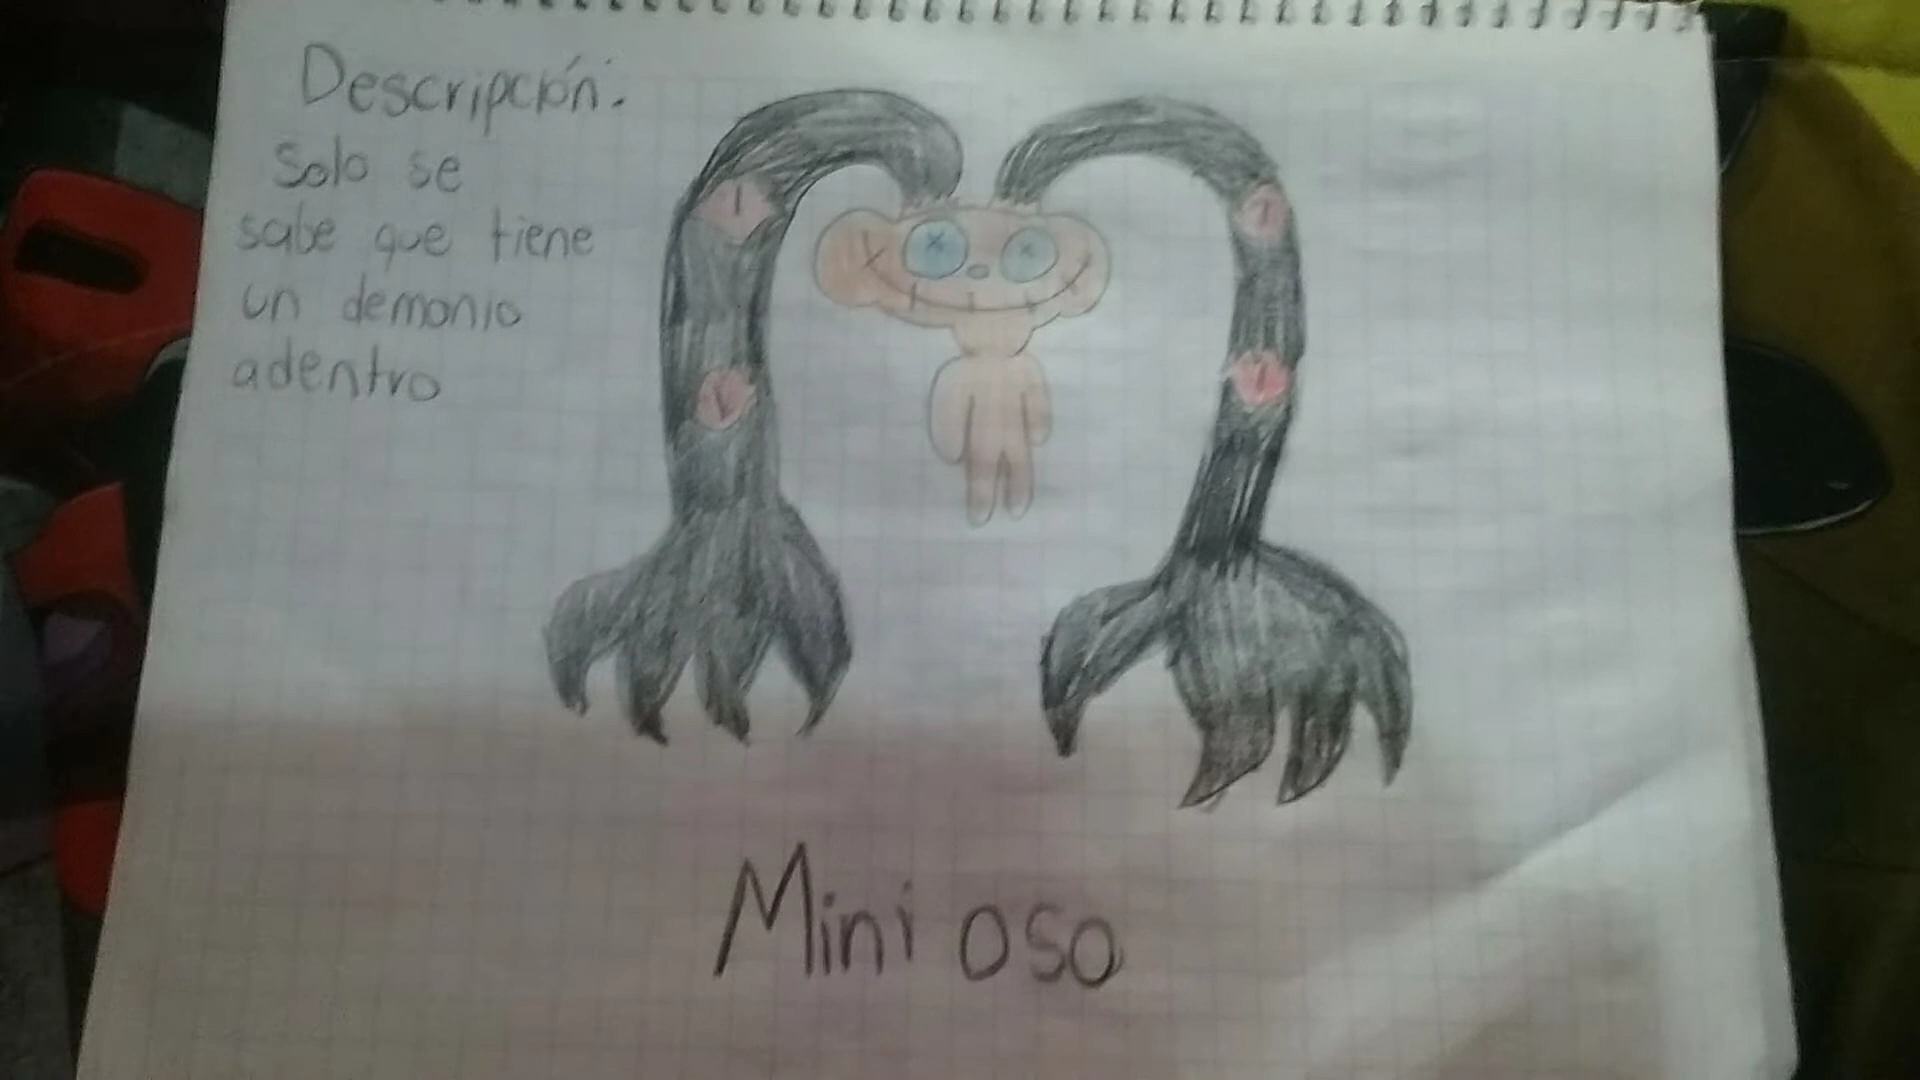 Descripción:
Solo se
sabe que tiene
un demonio
adentro
Mini oso